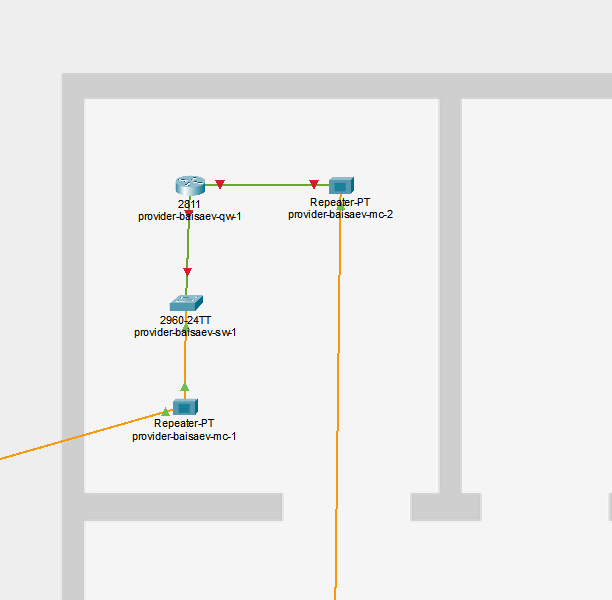 2811
provider-baisaev-qw-1
Repeater-PT
provider-baisaev-mc-2
2960-24TT
provider-baisaev-sw-1
Repeater-PT
provider-baisaev-mc-1